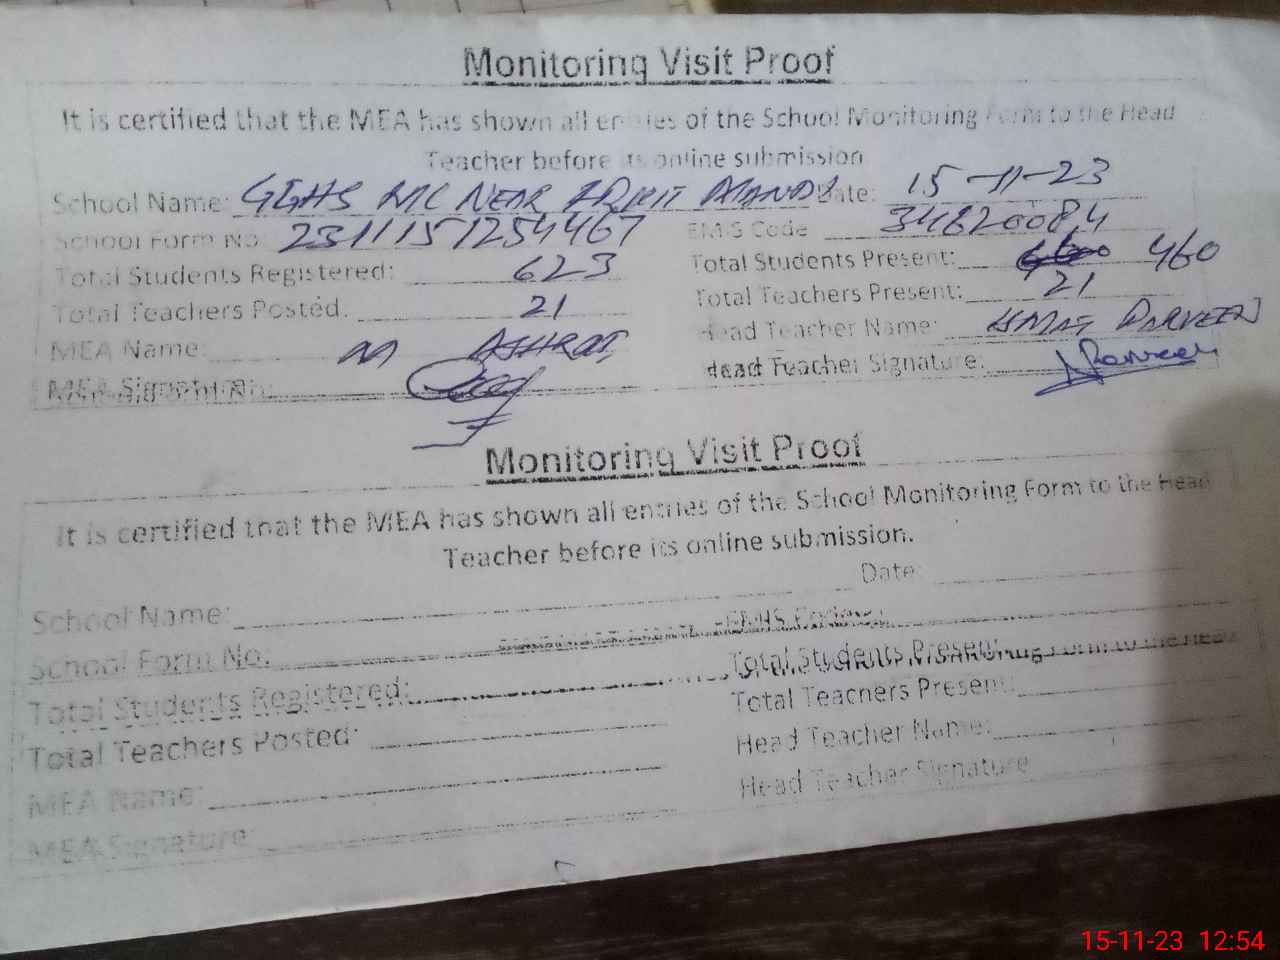 Monitoring Visit Proof
It is certified that the MEA has shown all entries of the School Monitoring Form to the Head
Teacher before its online submission
School Name: GGHS MC NEAR FRUIT MANDI Date: 15-11-23
School Form No 2311151254467 EMIS Code 34620084
Total Students Registered: 623 Total Students Present: 460
Total Teachers Posted. 21 Total Teachers Present: 21
MEA Name: M ASHRAF Head Teacher Name: PARVEEN
MEA Signature Head Teacher Signature: Parveen
Monitoring Visit Proof
It is certified that the MEA has shown all entries of the School Monitoring Form to the Head
Teacher before its online submission.
School Name: Date:
School Form No.
Total Students Registered: Total Students Present
Total Teachers Posted: Total Teachers Present:
MEA Name: Head Teacher Name:
MEA Signature Head Teacher Signature
15-11-23 12:54